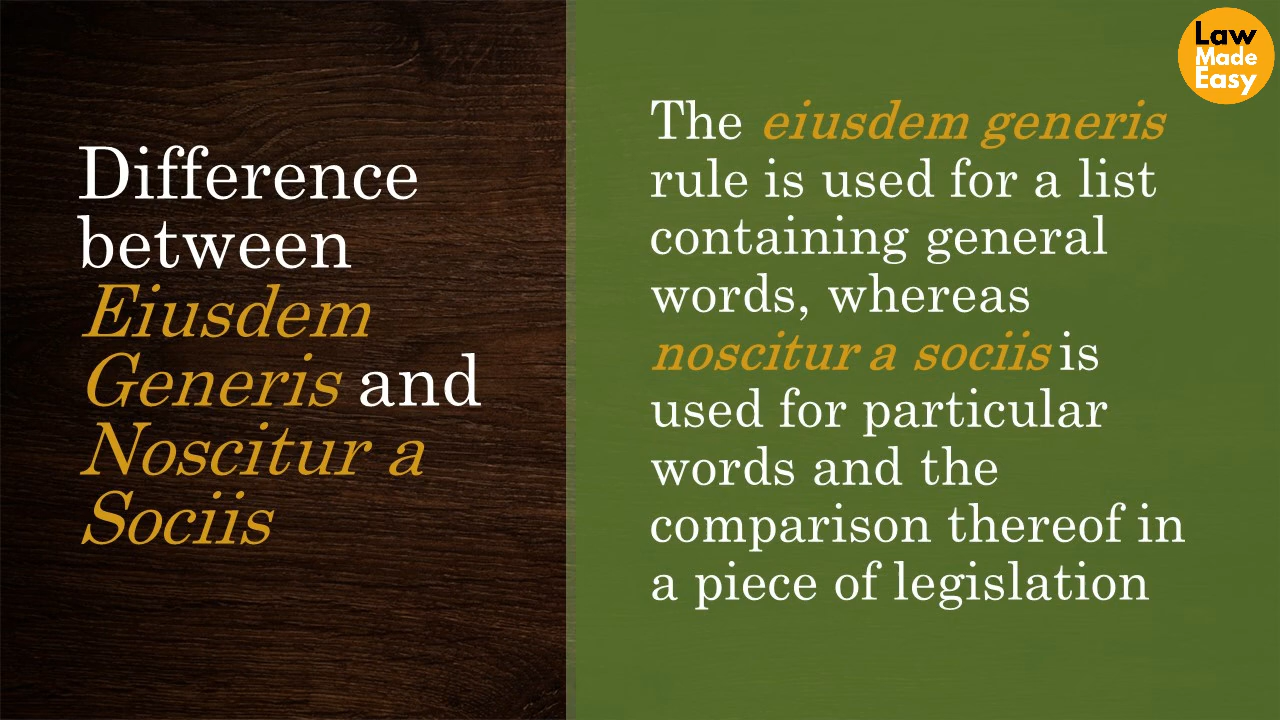 Difference
between
Eiusdem
Generis and
Noscitur a
Sociis
The eiusdem generis
rule is used for a list
containing general
words, whereas
noscitur a sociis is
used for particular
words and the
comparison thereof in
a piece of legislation
Law
Made
Easy